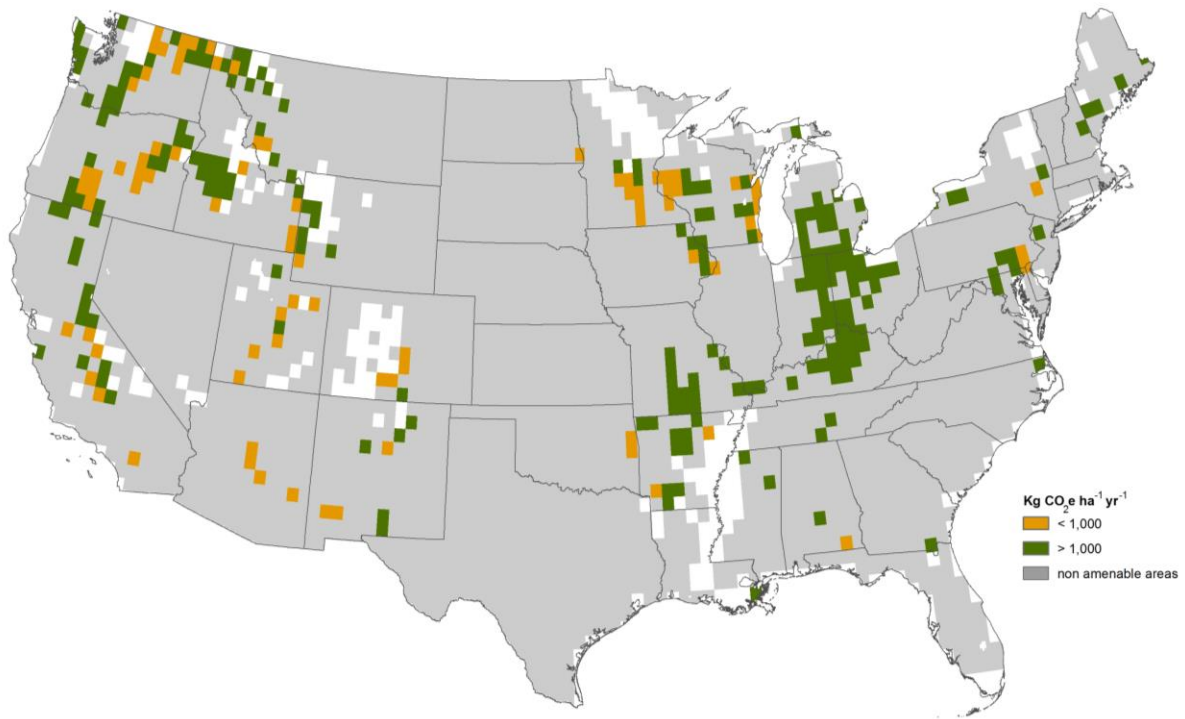 Kg CO₂e ha⁻¹ yr⁻¹
< 1,000
> 1,000
non amenable areas